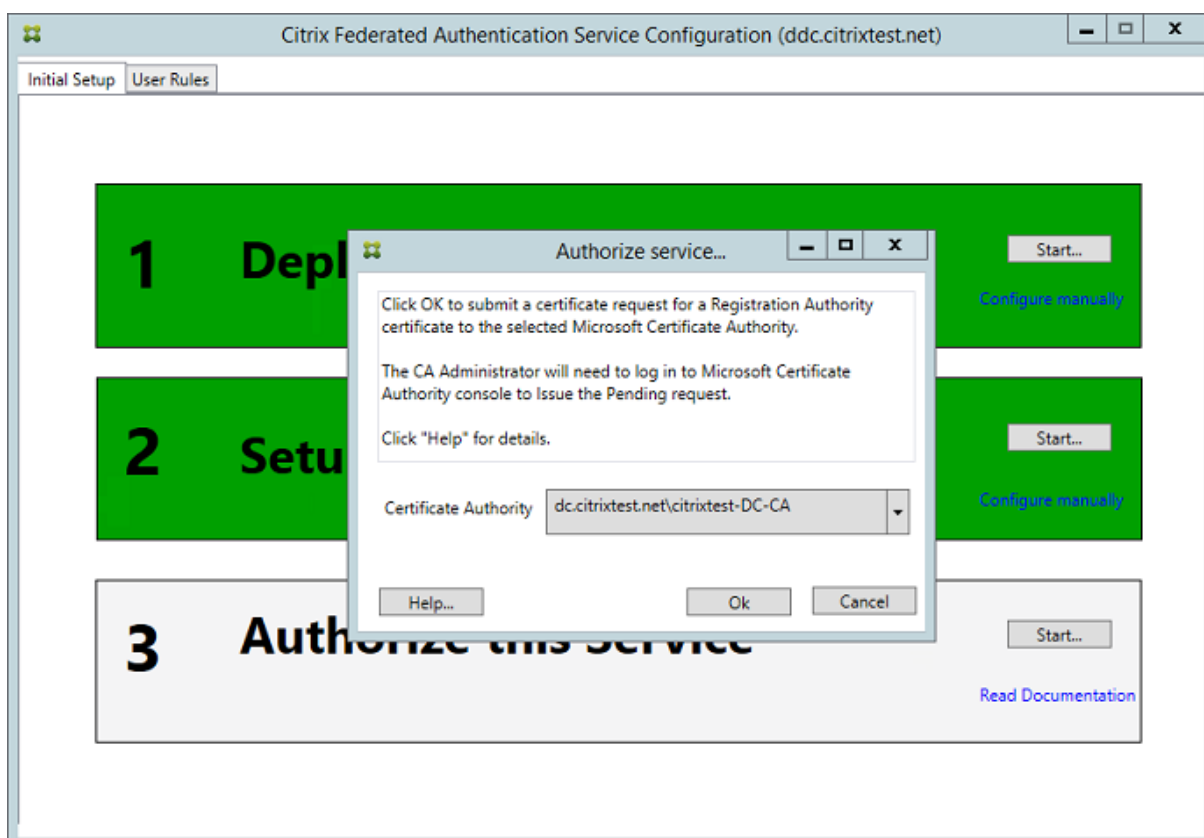 Citrix Federated Authentication Service Configuration (ddc.citrixtest.net)
Initial Setup User Rules
1
Start...
Configure manually
Authorize service...
Click OK to submit a certificate request for a Registration Authority
certificate to the selected Microsoft Certificate Authority.
The CA Administrator will need to log in to Microsoft Certificate
Authority console to Issue the Pending request.
Click "Help" for details.
Certificate Authority dc.citrixtest.net\citrixtest-DC-CA
Help... Ok Cancel
2
Start...
Configure manually
3 Authorize this Service
Start...
Read Documentation